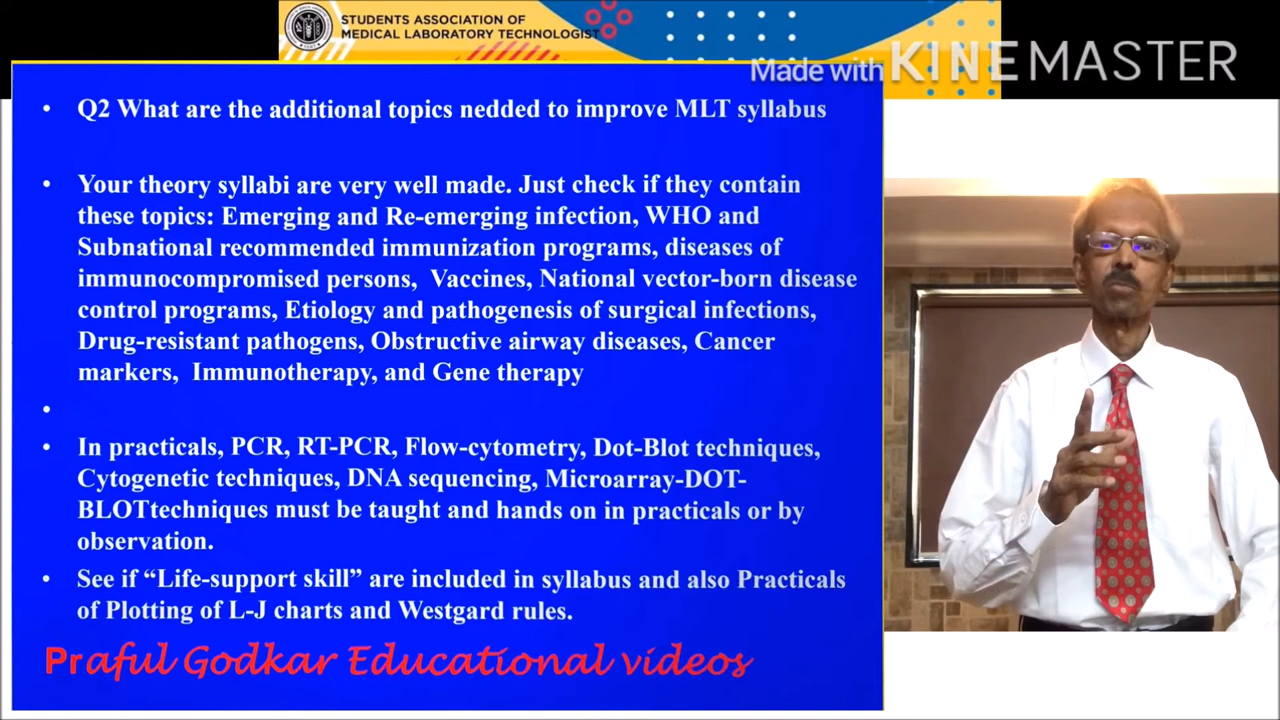 STUDENTS ASSOCIATION OF
MEDICAL LABORATORY TECHNOLOGIST
Made with KINEMASTER
• Q2 What are the additional topics nedded to improve MLT syllabus
• Your theory syllabi are very well made. Just check if they contain
these topics: Emerging and Re-emerging infection, WHO and
Subnational recommended immunization programs, diseases of
immunocompromised persons, Vaccines, National vector-born disease
control programs, Etiology and pathogenesis of surgical infections,
Drug-resistant pathogens, Obstructive airway diseases, Cancer
markers, Immunotherapy, and Gene therapy
•
• In practicals, PCR, RT-PCR, Flow-cytometry, Dot-Blot techniques,
Cytogenetic techniques, DNA sequencing, Microarray-DOT-
BLOTtechniques must be taught and hands on in practicals or by
observation.
• See if “Life-support skill” are included in syllabus and also Practicals
of Plotting of L-J charts and Westgard rules.
Praful Godkar Educational videos